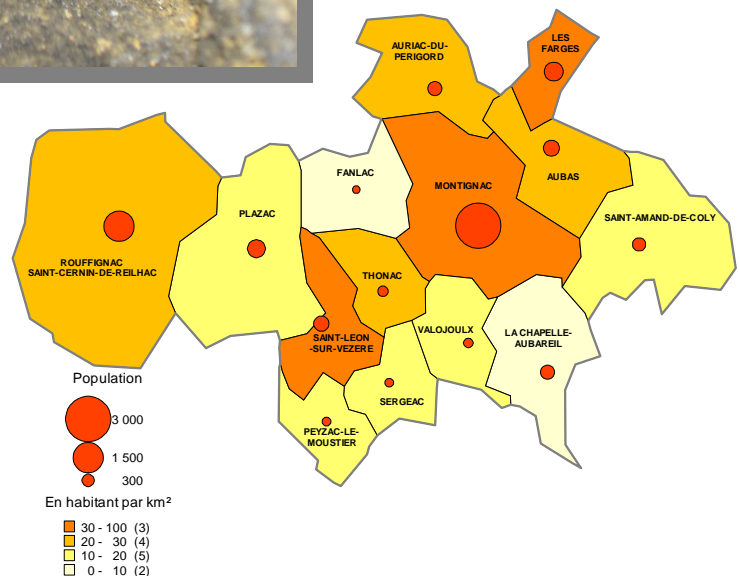 AURIAC-DU-
PERIGORD
LES
FARGES
FANLAC
MONTIGNAC
AUBAS
PLAZAC
SAINT-AMAND-DE-COLY
ROUFFIGNAC
SAINT-CERNIN-DE-REILHAC
THONAC
SAINT-LEON
-SUR-VEZERE
VALOJOULX
LA CHAPELLE-
AUBAREIL
SERGEAC
PEYZAC-LE-
MOUSTIER
Population
3 000
1 500
300
En habitant par km²
30 - 100 (3)
20 - 30 (4)
10 - 20 (5)
0 - 10 (2)